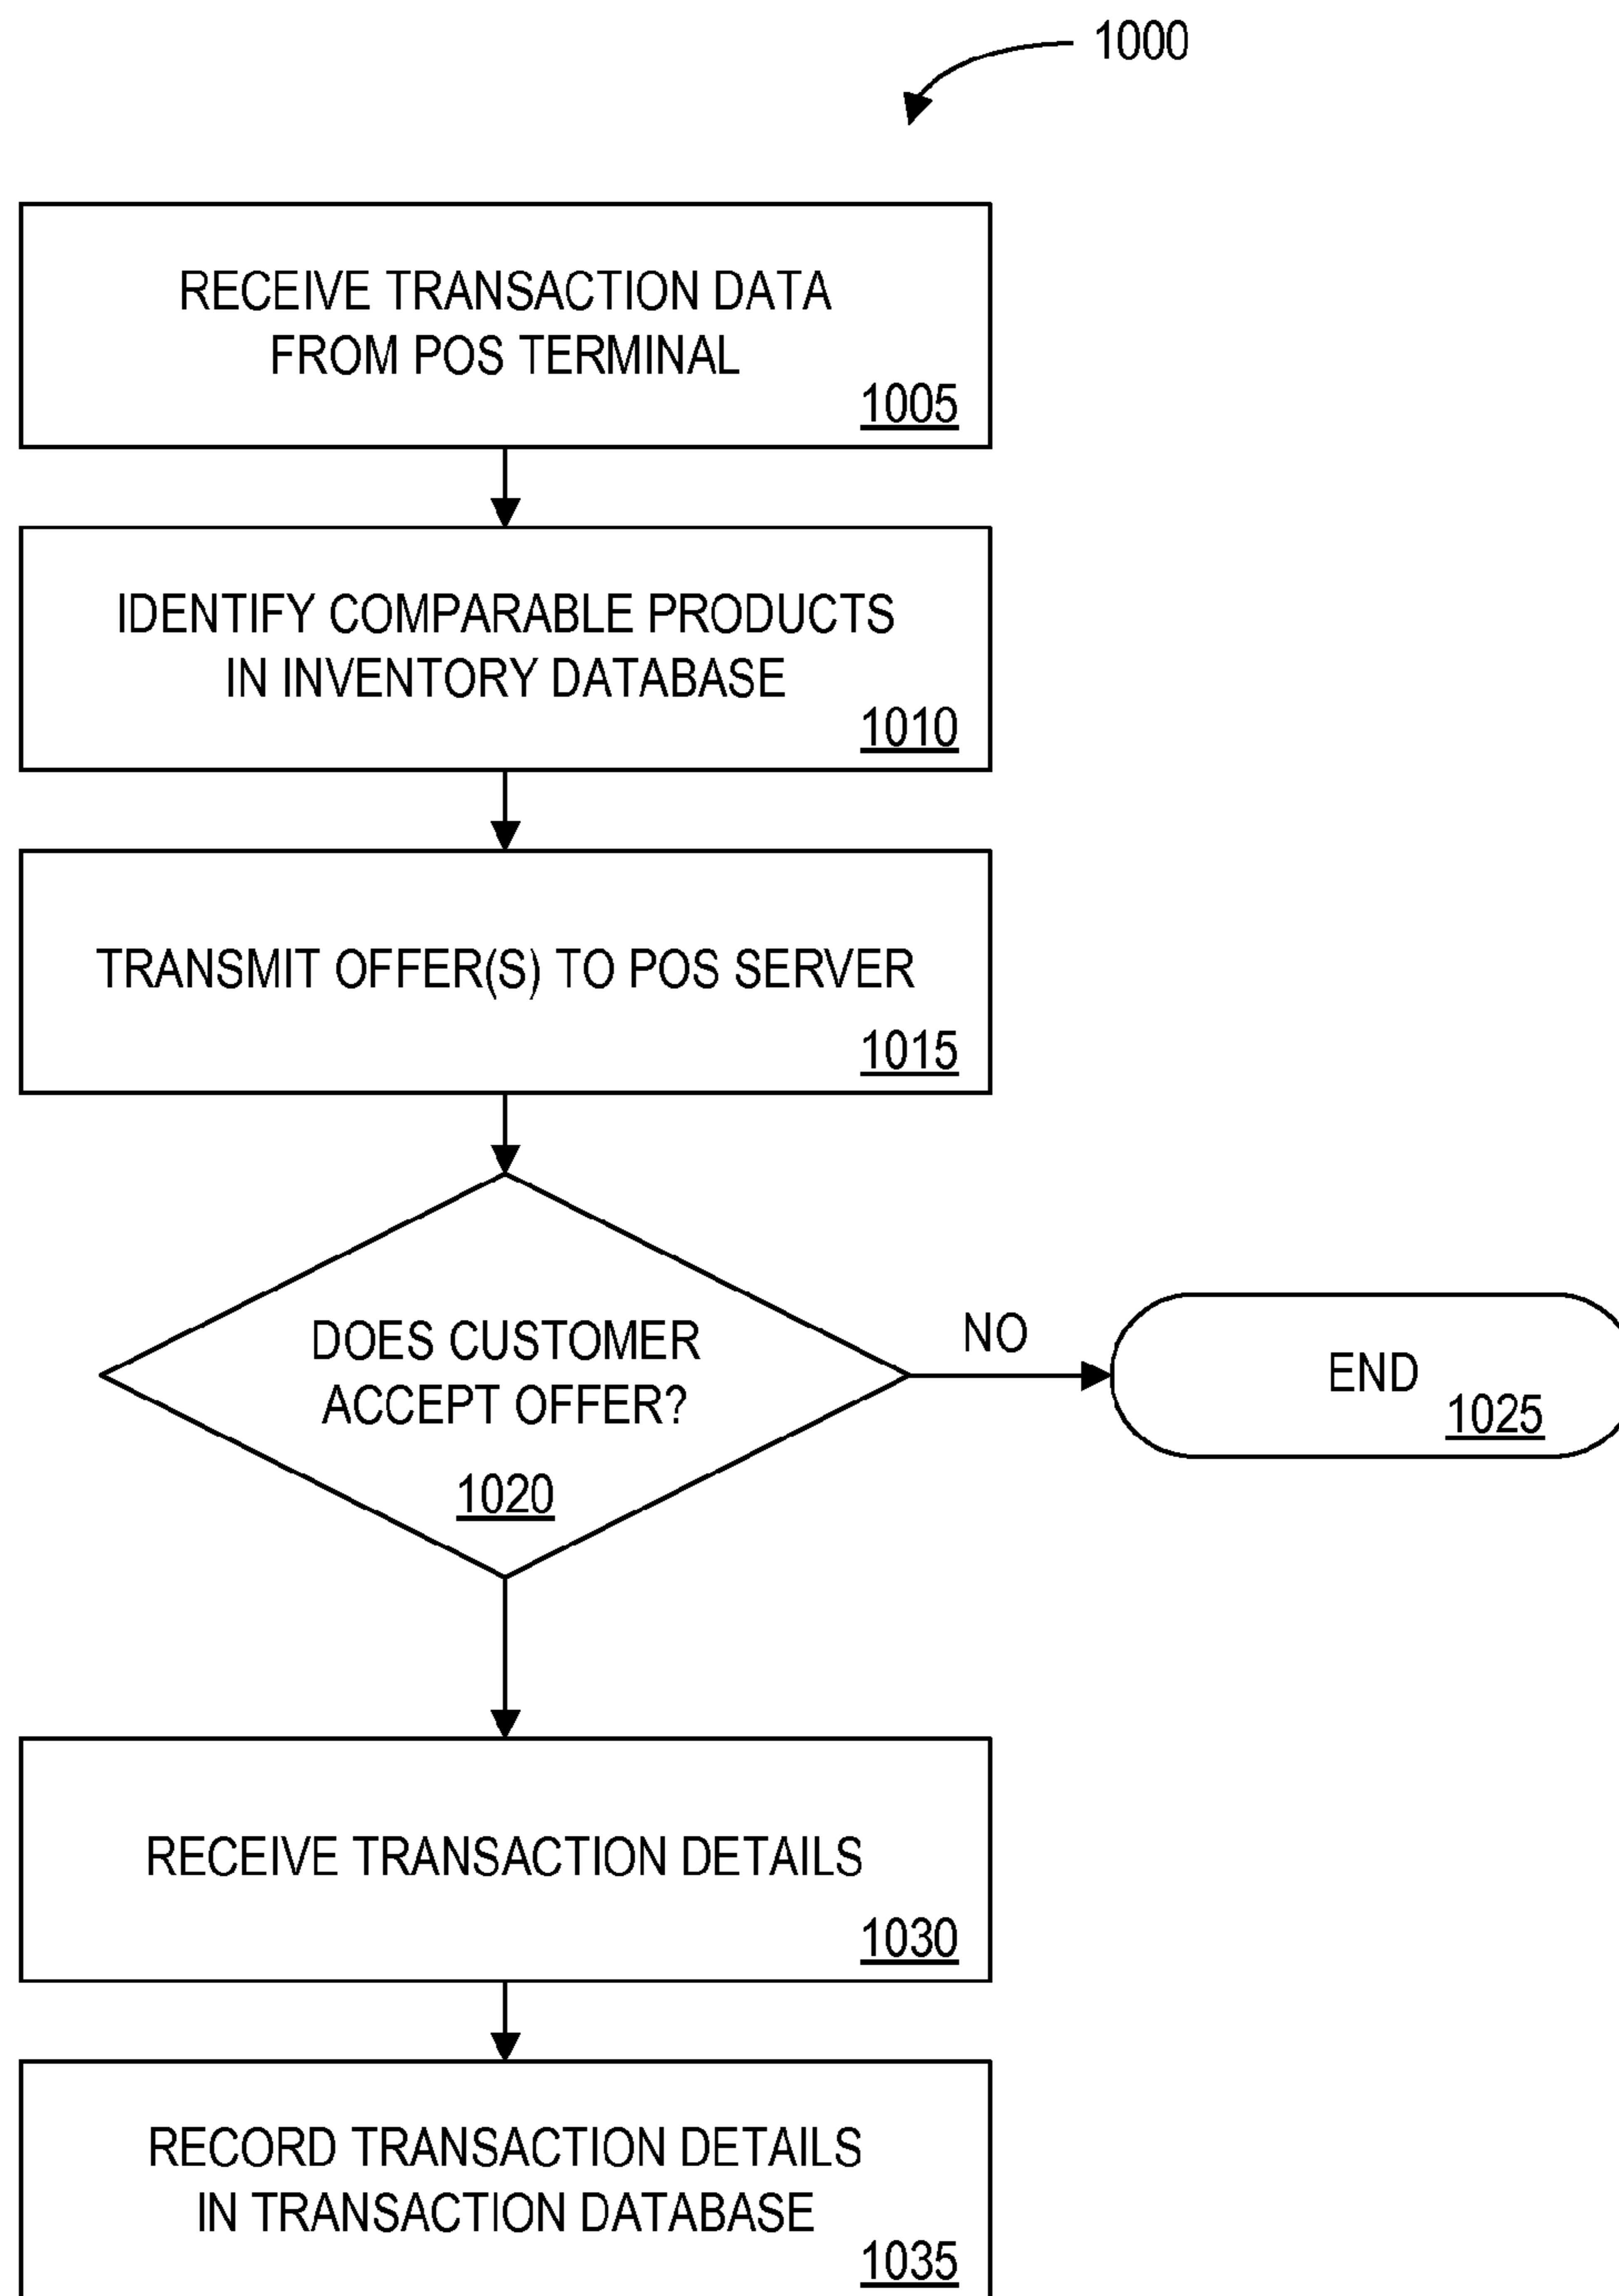 1000
RECEIVE TRANSACTION DATA
FROM POS TERMINAL
1005
IDENTIFY COMPARABLE PRODUCTS
IN INVENTORY DATABASE
1010
TRANSMIT OFFER(S) TO POS SERVER
1015
DOES CUSTOMER
ACCEPT OFFER?
1020
NO
END
1025
RECEIVE TRANSACTION DETAILS
1030
RECORD TRANSACTION DETAILS
IN TRANSACTION DATABASE
1035